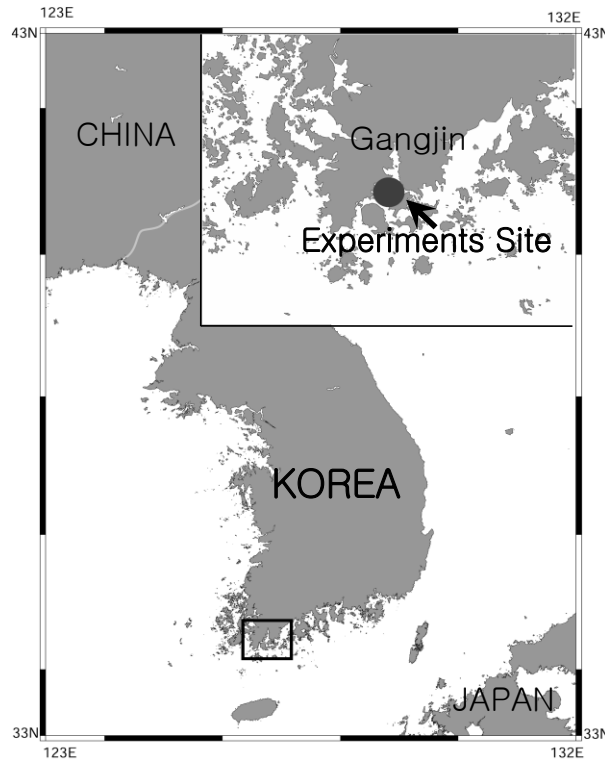 123E
132E
43N
43N
CHINA
Gangjin
Experiments Site
KOREA
JAPAN
33N
33N
123E
132E